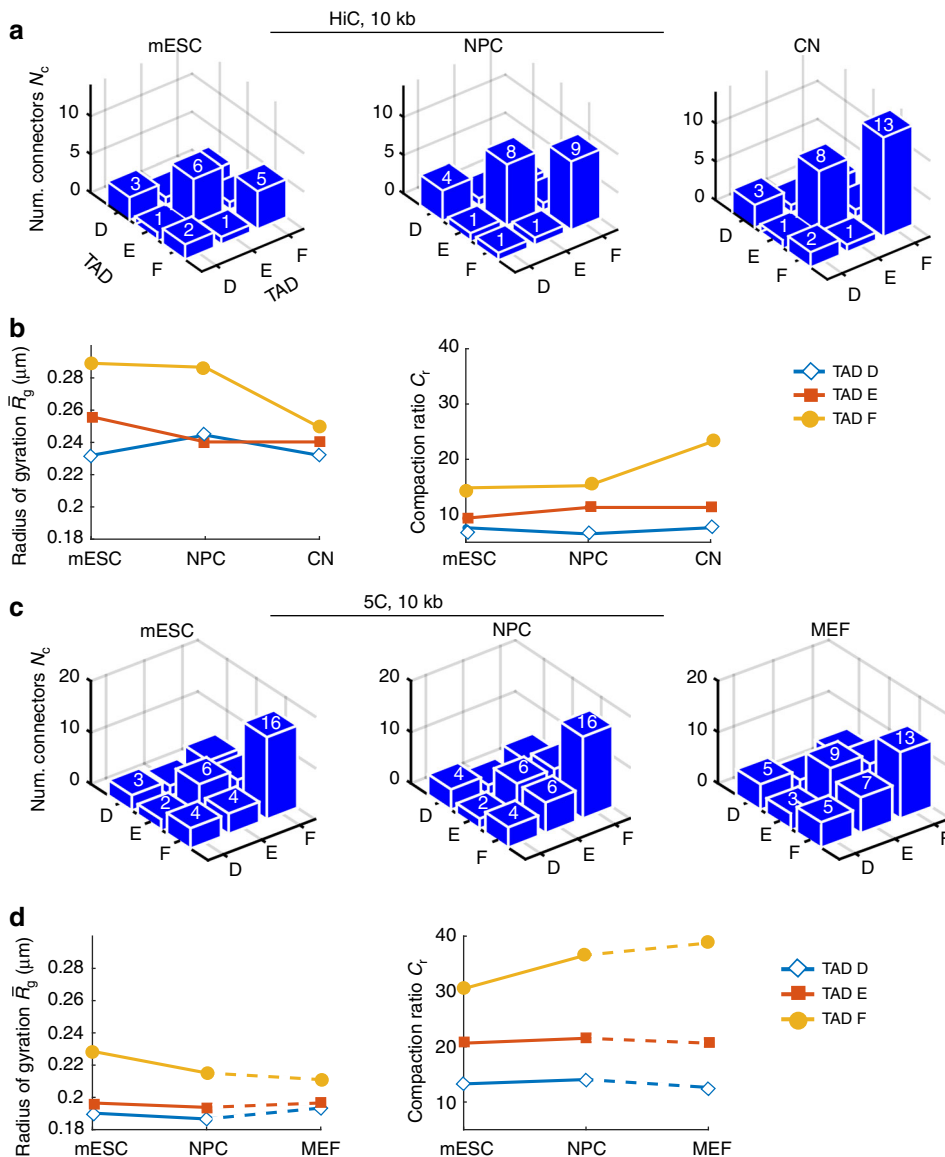 a
HiC, 10 kb
mESC
NPC
CN
Num. connectors Nc
10
5
0
3
6
5
1
1
2
D
E
F
TAD
D
E
F
TAD
10
5
0
4
8
9
1
1
1
D
E
F
D
E
F
10
5
0
3
8
13
1
1
2
D
E
F
D
E
F
b
Radius of gyration R̄g (μm)
0.28
0.26
0.24
0.22
0.2
0.18
mESC
NPC
CN
Compaction ratio Cr
40
30
20
10
mESC
NPC
CN
TAD D
TAD E
TAD F
c
5C, 10 kb
mESC
NPC
MEF
Num. connectors Nc
20
10
0
3
6
16
2
4
4
D
E
F
D
E
F
20
10
0
4
6
16
2
6
4
D
E
F
D
E
F
20
10
0
5
9
13
3
7
5
D
E
F
D
E
F
d
Radius of gyration R̄g (μm)
0.28
0.26
0.24
0.22
0.2
0.18
mESC
NPC
MEF
Compaction ratio Cr
40
30
20
10
mESC
NPC
MEF
TAD D
TAD E
TAD F